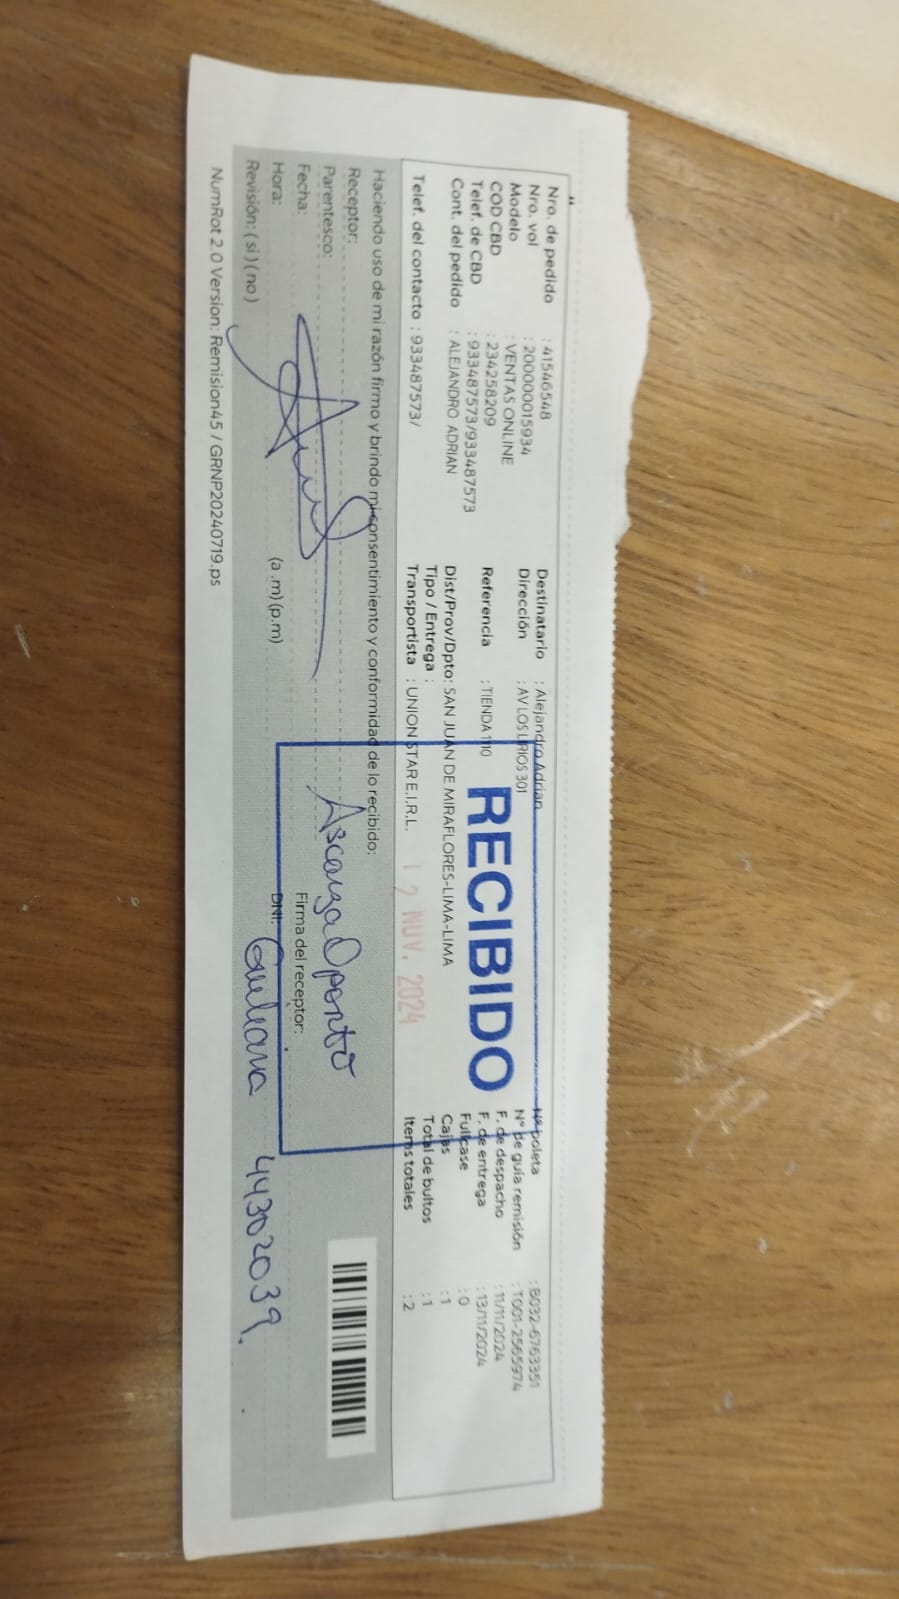 Nro. de pedido : 41546548
Nro. vol : 200000015934
Modelo : VENTAS ONLINE
COD CBD : 234258209
Telef. de CBD : 933487573/933487573
Cont. del pedido : ALEJANDRO ADRIAN
Telef. del contacto : 933487573/
Destinatario : Alejandro Adrian
Dirección : AV LOS LIRIOS 301
Referencia : TIENDA 1110
Dist/Prov/Dpto: SAN JUAN DE MIRAFLORES-LIMA-LIMA
Tipo / Entrega :
Transportista : UNION STAR E.I.R.L.
RECIBIDO
12 NOV. 2024
N° boleta : B032-6763351
N° de guía remisión : T001-2565974
F. de despacho : 11/11/2024
F. de entrega : 13/11/2024
Fullcase : 0
Cajas : 1
Total de bultos : 1
Items totales : 2
Haciendo uso de mi razón firmo y brindo mi consentimiento y conformidad de lo recibido:
Receptor:
Parentesco:
Fecha:
Hora: (a .m) (p.m)
Revisión: ( si ) ( no )
Ascarza Oporto
Firma del receptor:
DNI: Giuliana 44302039.
NumRot 2.0 Version: Remision45 / GRNP20240719.ps